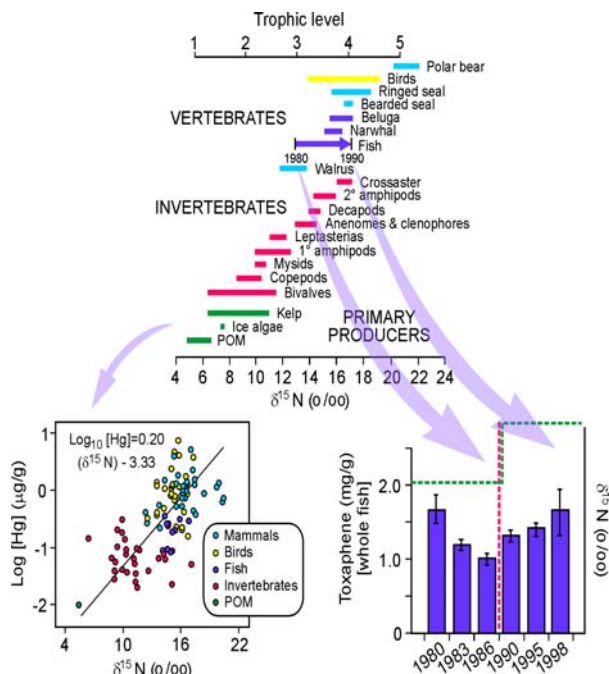 Trophic level
1 2 3 4 5
Polar bear
Birds
Ringed seal
Bearded seal
VERTEBRATES
Beluga
Narwhal
Fish
1980 1990
Walrus
Crossaster
2° amphipods
INVERTEBRATES
Decapods
Anenomes & clenophores
Leptasterias
1° amphipods
Mysids
Copepods
Bivalves
Kelp
PRIMARY
PRODUCERS
Ice algae
POM
4 6 8 10 12 14 16 18 20 22 24
δ15 N (o/oo)
Log10 [Hg]=0.20
(δ15N) - 3.33
Log [Hg] (µg/g)
1
0
-1
-2
Mammals
Birds
Fish
Invertebrates
POM
4 10 16 22
δ15 N (o/oo)
Toxaphene (mg/g)
[whole fish]
2.0
1.0
0
δ15N (o/oo)
1980 1983 1986 1990 1995 1998